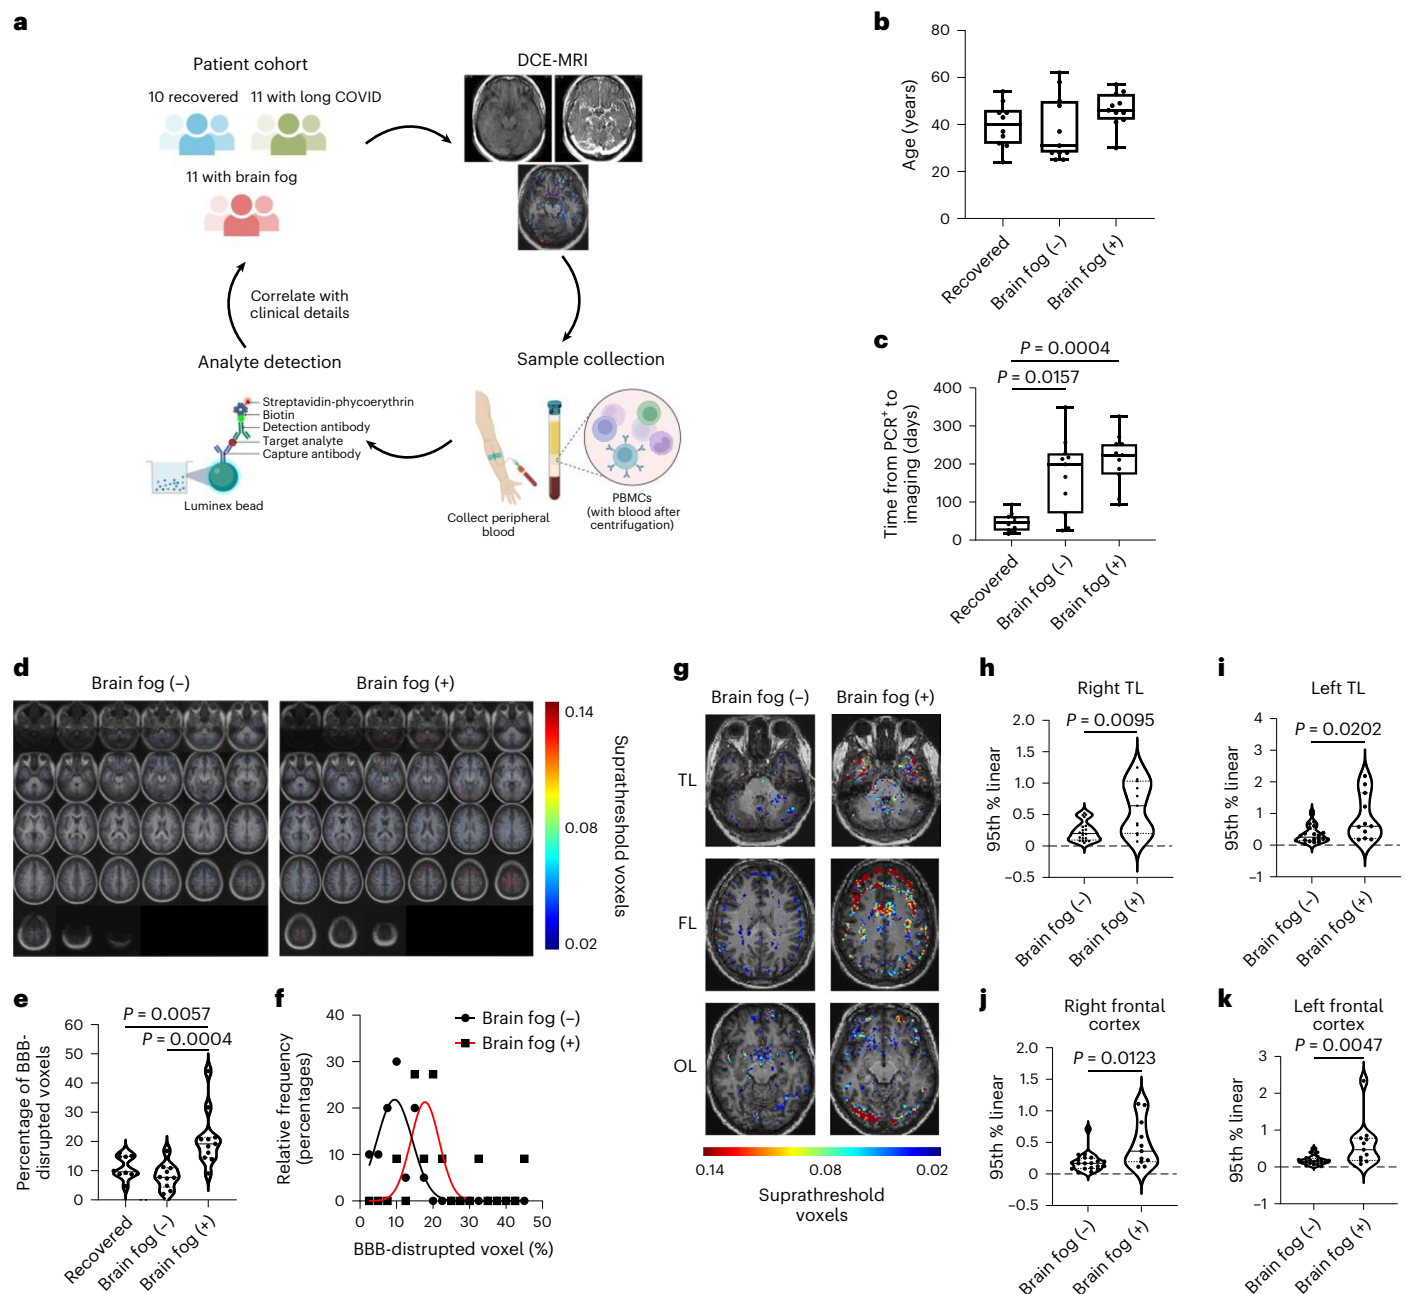 a
Patient cohort
10 recovered
11 with long COVID
11 with brain fog
DCE-MRI
Correlate with
clinical details
Analyte detection
Streptavidin-phycoerythrin
Biotin
Detection antibody
Target analyte
Capture antibody
Luminex bead
Sample collection
Collect peripheral
blood
PBMCs
(with blood after
centrifugation)
b
Age (years)
80
60
40
20
0
Recovered
Brain fog (−)
Brain fog (+)
c
P = 0.0004
P = 0.0157
Time from PCR⁺ to
imaging (days)
400
300
200
100
0
Recovered
Brain fog (−)
Brain fog (+)
d
Brain fog (−)
Brain fog (+)
0.14
0.08
0.02
Suprathreshold voxels
e
P = 0.0057
P = 0.0004
Percentage of BBB-
disrupted voxels
60
50
40
30
20
10
0
Recovered
Brain fog (−)
Brain fog (+)
f
Brain fog (−)
Brain fog (+)
Relative frequency
(percentages)
40
30
20
10
0
0
10
20
30
40
50
BBB-distrupted voxel (%)
g
Brain fog (−)
Brain fog (+)
TL
FL
OL
0.14
0.08
0.02
Suprathreshold
voxels
h
Right TL
P = 0.0095
95th % linear
2.0
1.5
1.0
0.5
0
−0.5
Brain fog (−)
Brain fog (+)
i
Left TL
P = 0.0202
95th % linear
4
3
2
1
0
−1
Brain fog (−)
Brain fog (+)
j
Right frontal
cortex
P = 0.0123
95th % linear
2.0
1.0
0.5
0
−0.5
Brain fog (−)
Brain fog (+)
k
Left frontal
cortex
P = 0.0047
95th % linear
3
2
1
0
−1
Brain fog (−)
Brain fog (+)